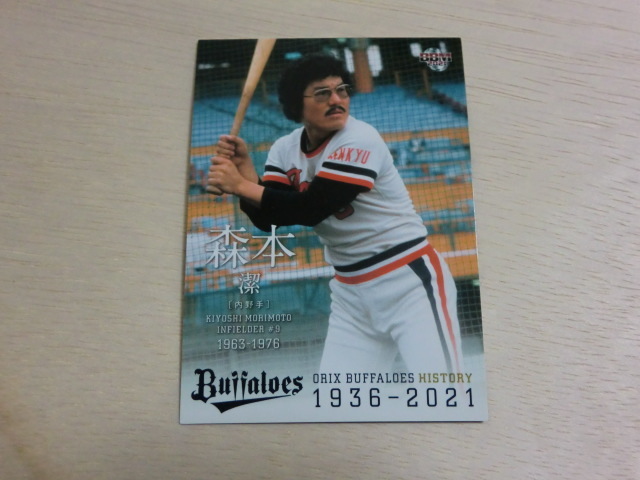 BBM
HANKYU
森本
潔
［内野手］
KIYOSHI MORIMOTO
INFIELDER #9
1963-1976
Buffaloes
ORIX BUFFALOES HISTORY
1936-2021